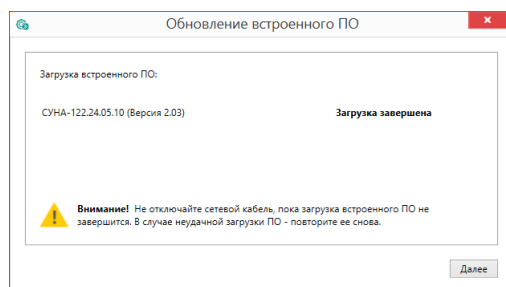 Обновление встроенного ПО
Загрузка встроенного ПО:
СУНА-122.24.05.10 (Версия 2.03) Загрузка завершена
Внимание! Не отключайте сетевой кабель, пока загрузка встроенного ПО не
завершится. В случае неудачной загрузки ПО - повторите ее снова.
Далее